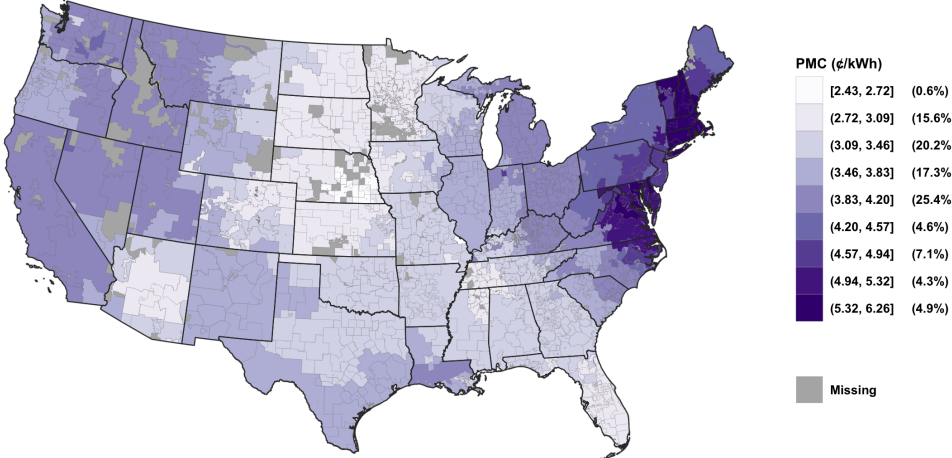 PMC (¢/kWh)
[2.43, 2.72] (0.6%)
(2.72, 3.09] (15.6%)
(3.09, 3.46] (20.2%)
(3.46, 3.83] (17.3%)
(3.83, 4.20] (25.4%
(4.20, 4.57] (4.6%)
(4.57, 4.94] (7.1%)
(4.94, 5.32] (4.3%)
(5.32, 6.26] (4.9%)
Missing